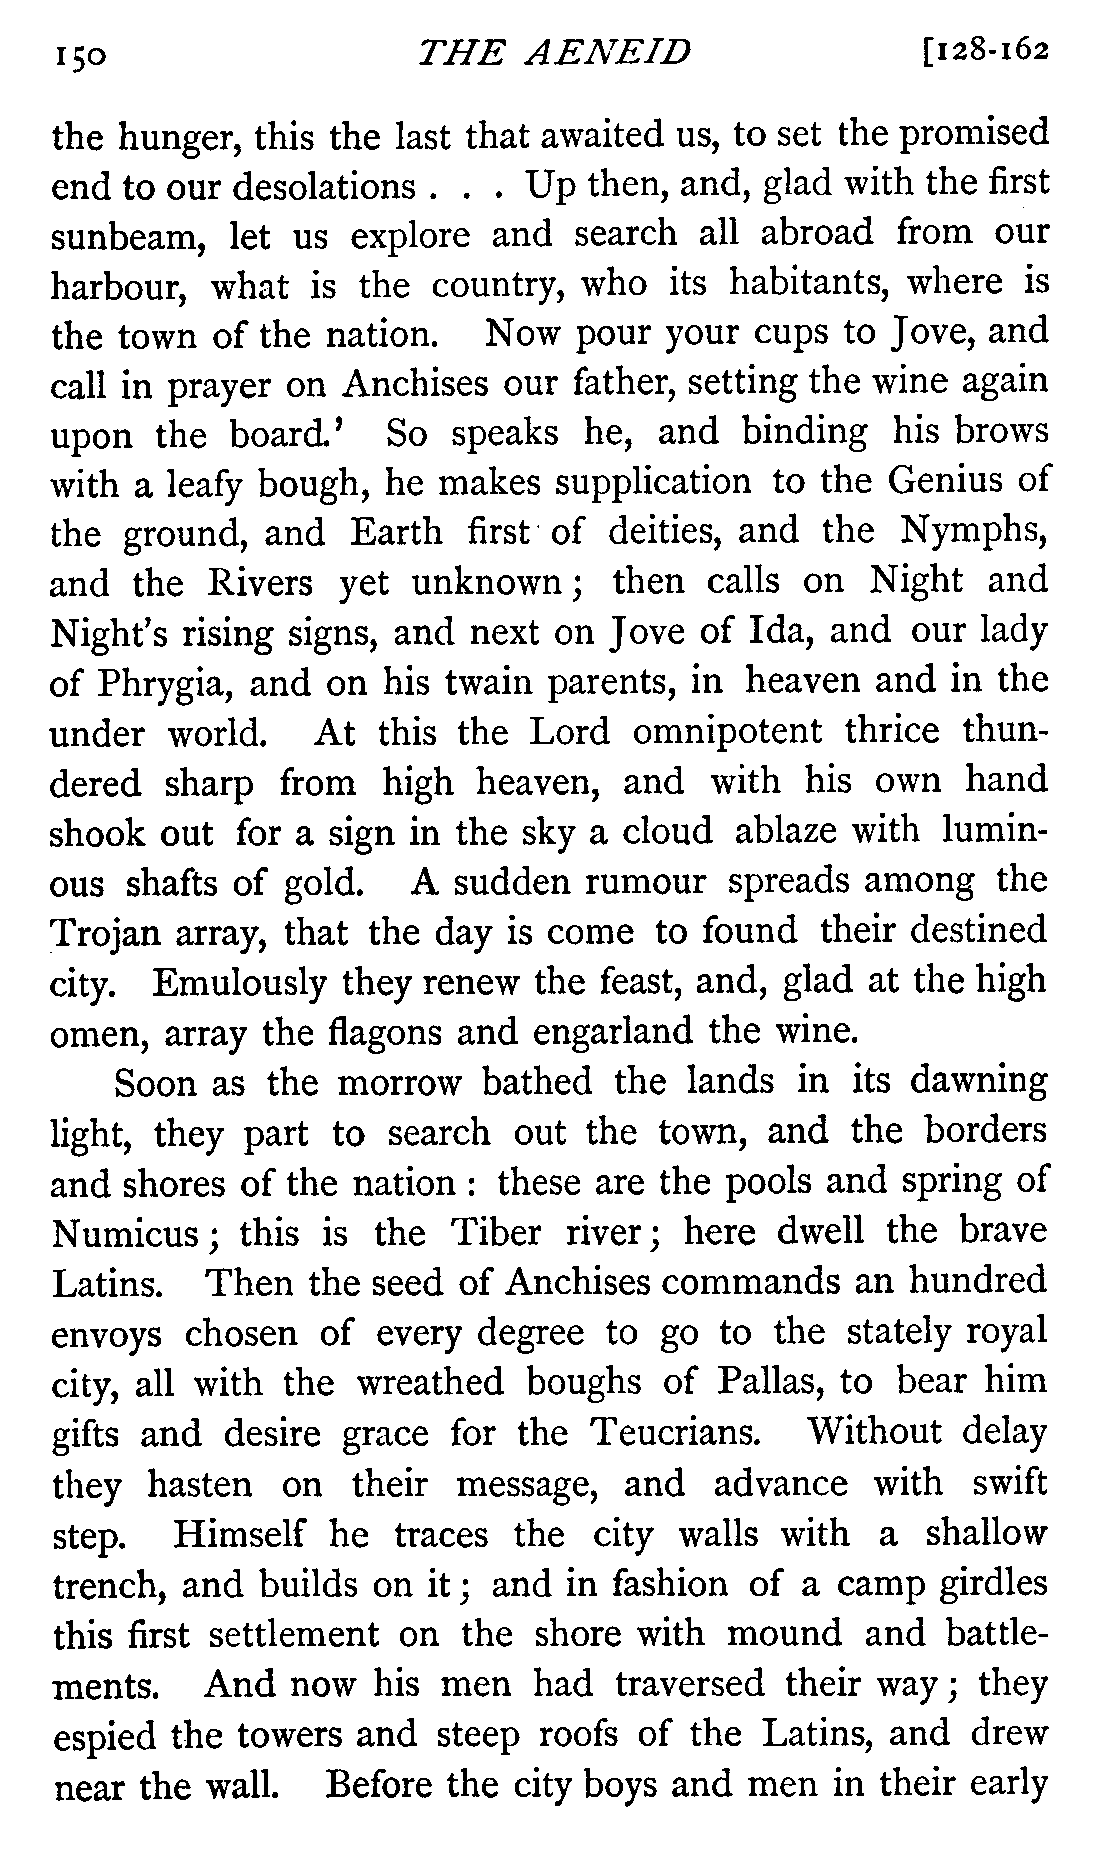 150 THE AENEID [128-162
the hunger, this the last that awaited us, to set the promised
end to our desolations . . . Up then, and, glad with the first
sunbeam, let us explore and search all abroad from our
harbour, what is the country, who its habitants, where is
the town of the nation. Now pour your cups to Jove, and
call in prayer on Anchises our father, setting the wine again
upon the board.' So speaks he, and binding his brows
with a leafy bough, he makes supplication to the Genius of
the ground, and Earth first of deities, and the Nymphs,
and the Rivers yet unknown ; then calls on Night and
Night's rising signs, and next on Jove of Ida, and our lady
of Phrygia, and on his twain parents, in heaven and in the
under world. At this the Lord omnipotent thrice thun-
dered sharp from high heaven, and with his own hand
shook out for a sign in the sky a cloud ablaze with lumin-
ous shafts of gold. A sudden rumour spreads among the
Trojan array, that the day is come to found their destined
city. Emulously they renew the feast, and, glad at the high
omen, array the flagons and engarland the wine.
Soon as the morrow bathed the lands in its dawning
light, they part to search out the town, and the borders
and shores of the nation : these are the pools and spring of
Numicus ; this is the Tiber river ; here dwell the brave
Latins. Then the seed of Anchises commands an hundred
envoys chosen of every degree to go to the stately royal
city, all with the wreathed boughs of Pallas, to bear him
gifts and desire grace for the Teucrians. Without delay
they hasten on their message, and advance with swift
step. Himself he traces the city walls with a shallow
trench, and builds on it ; and in fashion of a camp girdles
this first settlement on the shore with mound and battle-
ments. And now his men had traversed their way ; they
espied the towers and steep roofs of the Latins, and drew
near the wall. Before the city boys and men in their early